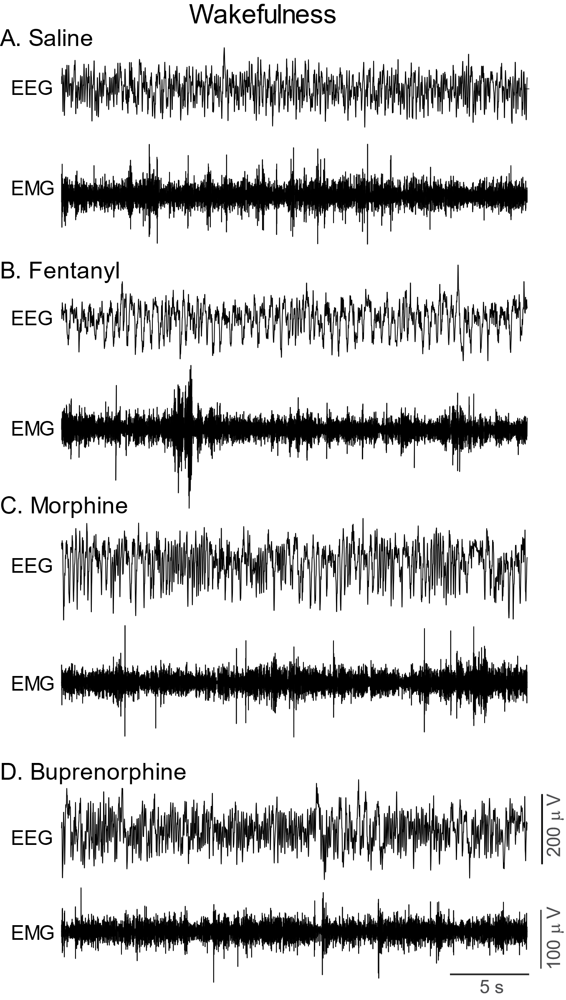 Wakefulness
A. Saline
EEG
EMG
B. Fentanyl
EEG
EMG
C. Morphine
EEG
EMG
D. Buprenorphine
EEG
200 μ V
EMG
100 μ V
5 s